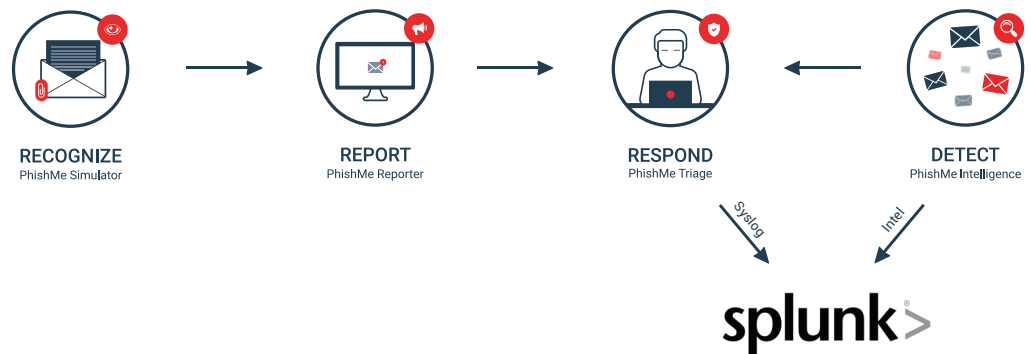 RECOGNIZE
PhishMe Simulator
REPORT
PhishMe Reporter
RESPOND
PhishMe Triage
DETECT
PhishMe Intelligence
Syslog
Intel
splunk>®